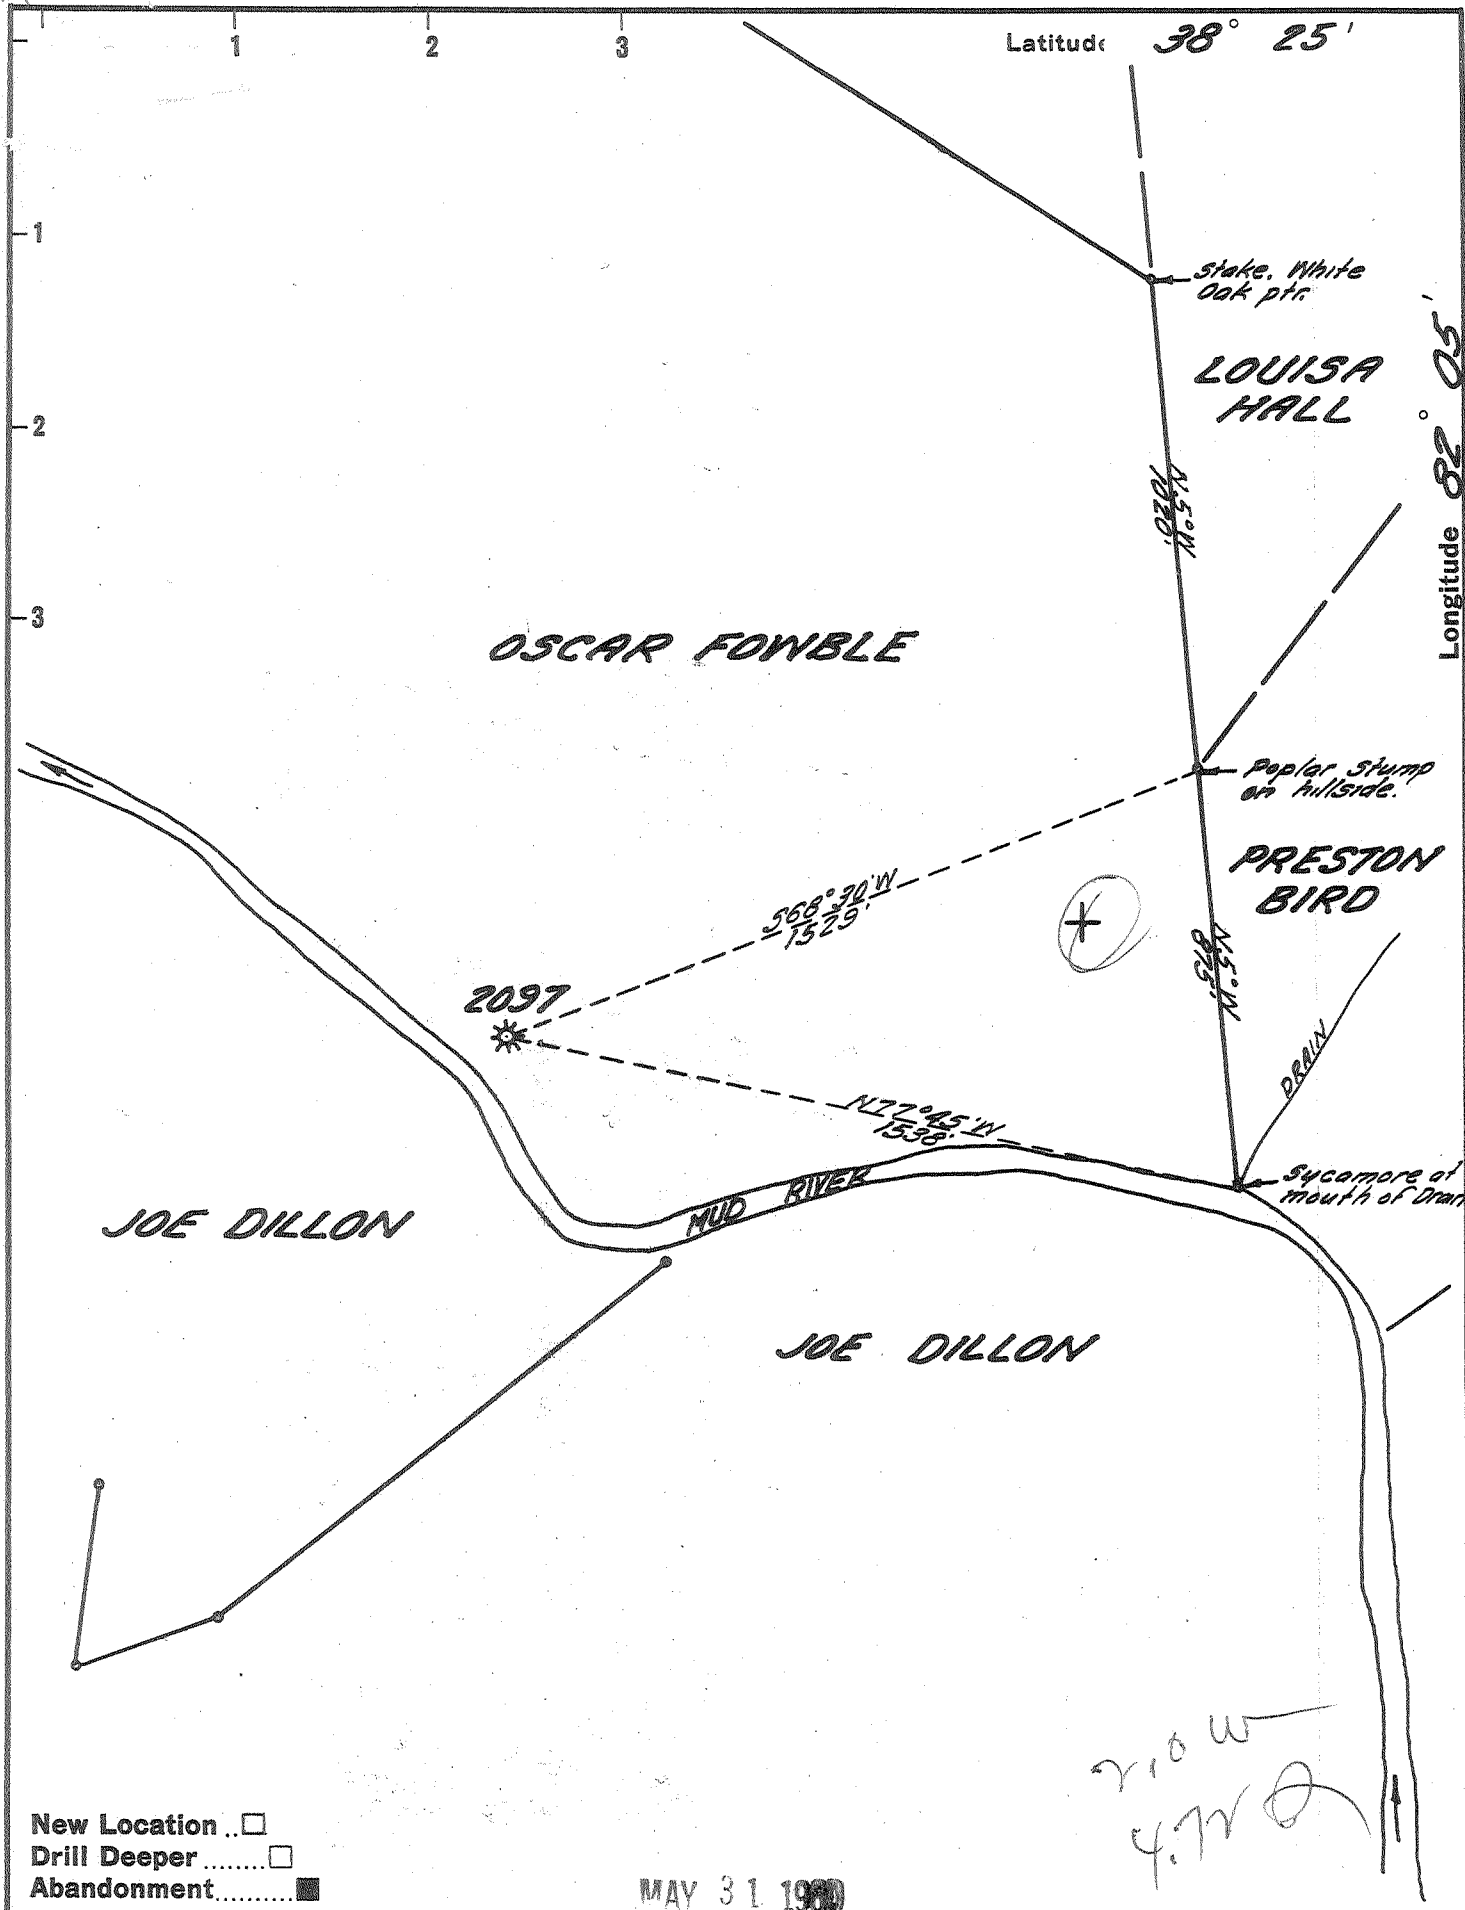 1 2 3
Latitude 38° 25'
1
Stake. White
Oak ptr.
LOUISA
HALL
Longitude 82° 05'
2
N.5°W
1020'
3
OSCAR FOWBLE
Poplar Stump
on hillside.
PRESTON
BIRD
S68°30'W
1529'
N.5°W
875'
2097
DRAIN
N77°45'W
1538'
Sycamore at
mouth of Drain
MUD RIVER
JOE DILLON
JOE DILLON
New Location ..
Drill Deeper ........
Abandonment..........
MAY 31